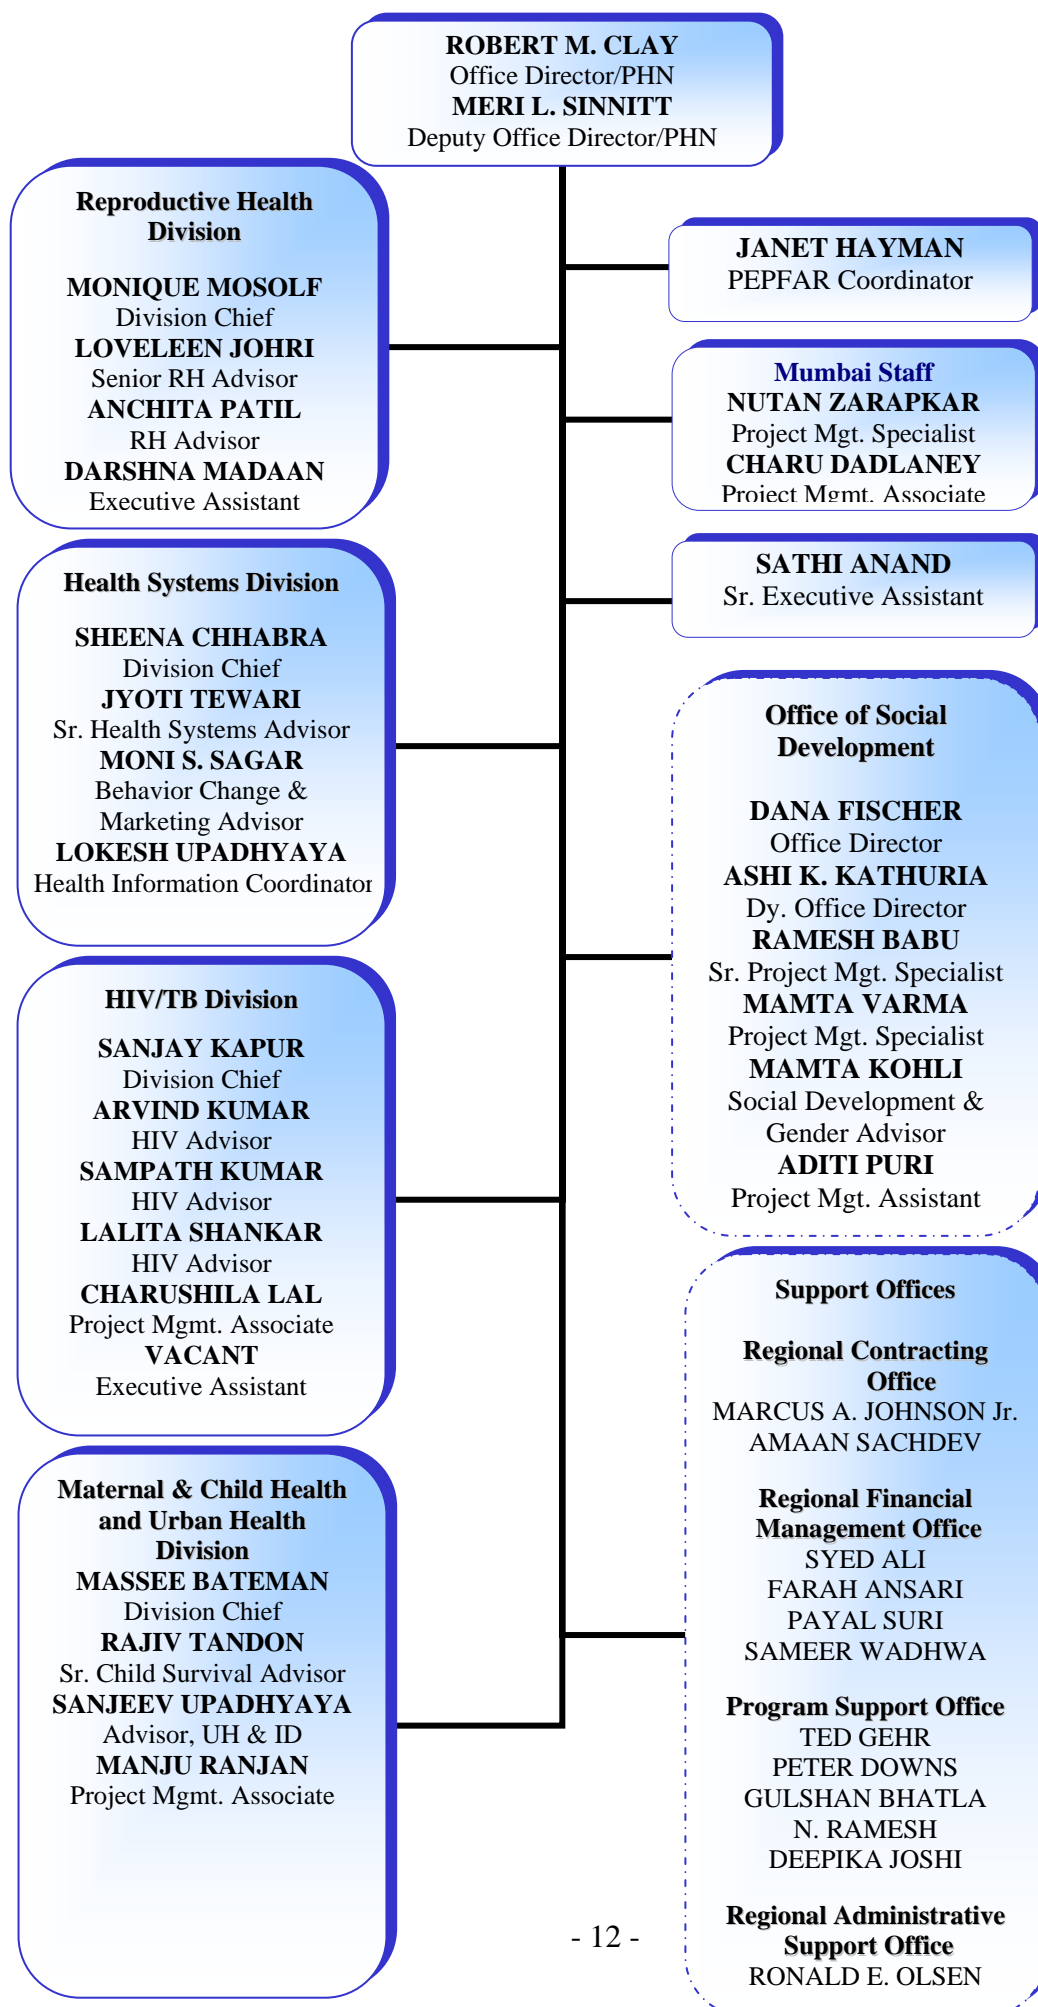 ROBERT M. CLAY
Office Director/PHN
MERI L. SINNITT
Deputy Office Director/PHN
Reproductive Health
Division
MONIQUE MOSOLF
Division Chief
LOVELEEN JOHRI
Senior RH Advisor
ANCHITA PATIL
RH Advisor
DARSHNA MADAAN
Executive Assistant
Health Systems Division
SHEENA CHHABRA
Division Chief
JYOTI TEWARI
Sr. Health Systems Advisor
MONI S. SAGAR
Behavior Change &
Marketing Advisor
LOKESH UPADHYAYA
Health Information Coordinator
HIV/TB Division
SANJAY KAPUR
Division Chief
ARVIND KUMAR
HIV Advisor
SAMPATH KUMAR
HIV Advisor
LALITA SHANKAR
HIV Advisor
CHARUSHILA LAL
Project Mgmt. Associate
VACANT
Executive Assistant
Maternal & Child Health
and Urban Health
Division
MASSEE BATEMAN
Division Chief
RAJIV TANDON
Sr. Child Survival Advisor
SANJEEV UPADHYAYA
Advisor, UH & ID
MANJU RANJAN
Project Mgmt. Associate
JANET HAYMAN
PEPFAR Coordinator
Mumbai Staff
NUTAN ZARAPKAR
Project Mgt. Specialist
CHARU DADLANEY
Project Mgmt. Associate
SATHI ANAND
Sr. Executive Assistant
Office of Social
Development
DANA FISCHER
Office Director
ASHI K. KATHURIA
Dy. Office Director
RAMESH BABU
Sr. Project Mgt. Specialist
MAMTA VARMA
Project Mgt. Specialist
MAMTA KOHLI
Social Development &
Gender Advisor
ADITI PURI
Project Mgt. Assistant
Support Offices
Regional Contracting
Office
MARCUS A. JOHNSON Jr.
AMAAN SACHDEV
Regional Financial
Management Office
SYED ALI
FARAH ANSARI
PAYAL SURI
SAMEER WADHWA
Program Support Office
TED GEHR
PETER DOWNS
GULSHAN BHATLA
N. RAMESH
DEEPIKA JOSHI
Regional Administrative
Support Office
RONALD E. OLSEN
- 12 -